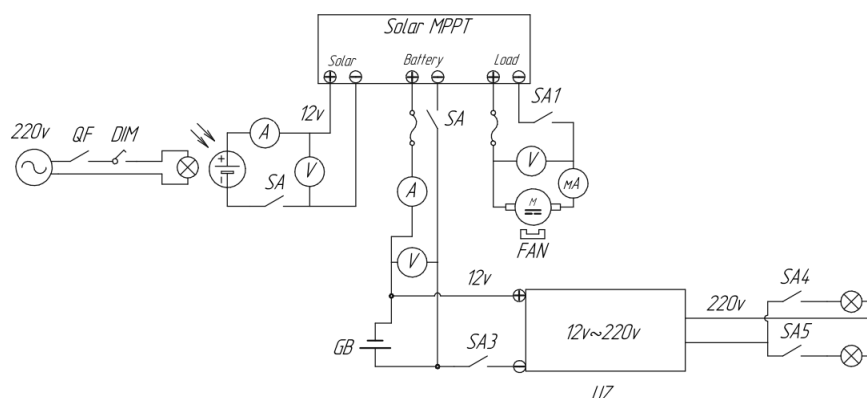 Solar MPPT
Solar
Battery
Load
12v
SA
SA1
220v
QF
DIM
A
V
V
+
SA
A
MA
M
FAN
V
12v
220v
SA4
GB
SA3
12v~220v
SA5
UZ